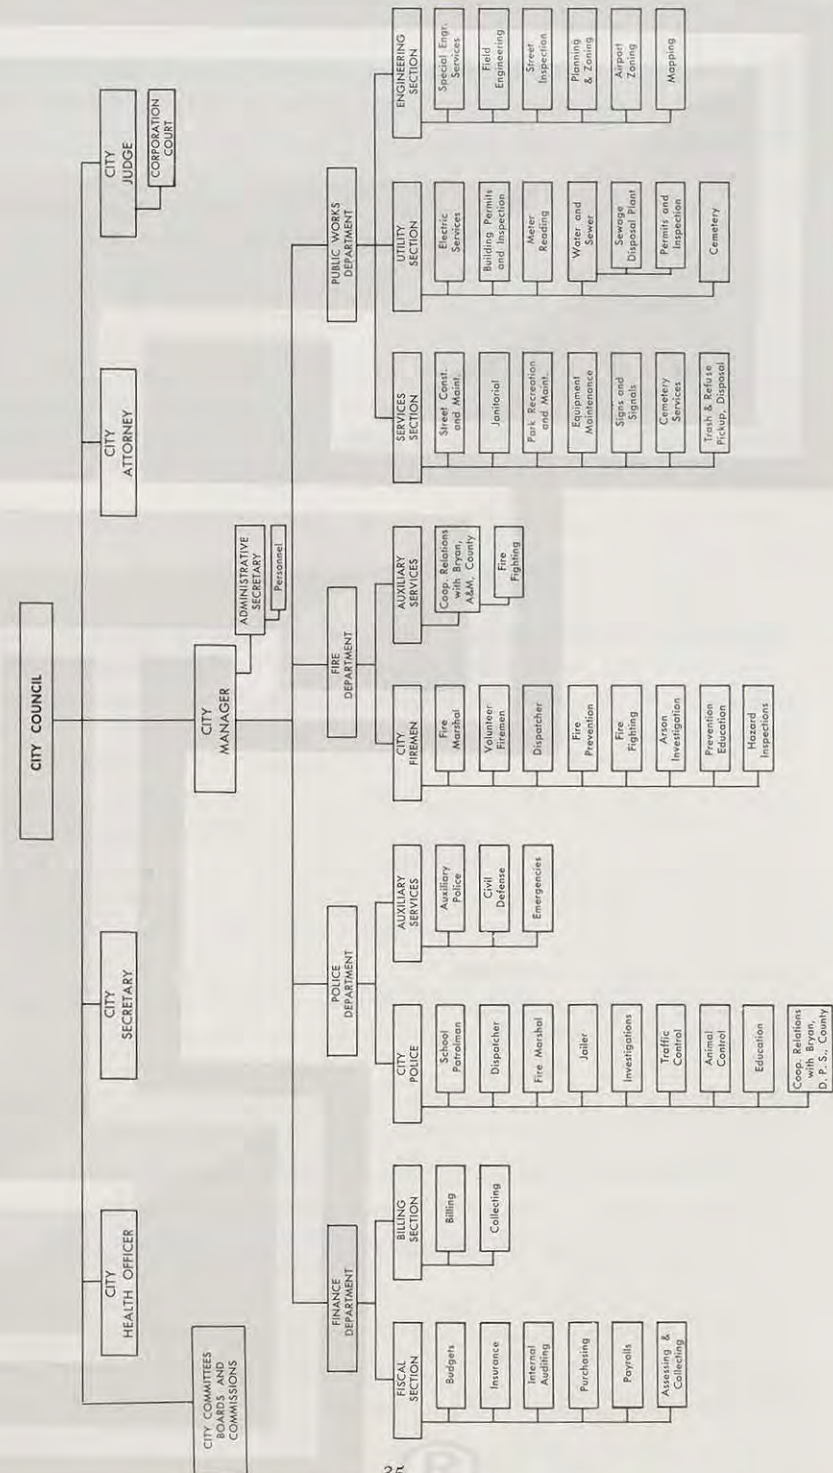 CITY COUNCIL
CITY COMMITTEES
BOARDS AND
COMMISSIONS
CITY
HEALTH OFFICER
CITY
SECRETARY
CITY
MANAGER
ADMINISTRATIVE
SECRETARY
Personnel
CITY
ATTORNEY
CITY
JUDGE
CORPORATION
COURT
FINANCE
DEPARTMENT
FISCAL
SECTION
Budgets
Insurance
Internal
Auditing
Purchasing
Payrolls
Assessing &
Collecting
BILLING
SECTION
Billing
Collecting
POLICE
DEPARTMENT
CITY
POLICE
School
Patrolman
Dispatcher
Fire Marshal
Jailer
Investigations
Traffic
Control
Animal
Control
Education
Coop. Relations
with Bryan,
D. P. S., County
AUXILIARY
SERVICES
Auxiliary
Police
Civil
Defense
Emergencies
FIRE
DEPARTMENT
CITY
FIREMEN
Fire
Marshal
Volunteer
Firemen
Dispatcher
Fire
Prevention
Fire
Fighting
Arson
Investigation
Prevention
Education
Hazard
Inspections
AUXILIARY
SERVICES
Coop. Relations
with Bryan,
A&M, County
Fire
Fighting
PUBLIC WORKS
DEPARTMENT
SERVICES
SECTION
Street Const.
and Maint.
Janitorial
Park Recreation
and Maint.
Equipment
Maintenance
Signs and
Signals
Cemetery
Services
Trash & Refuse
Pickup, Disposal
UTILITY
SECTION
Electric
Services
Building Permits
and Inspection
Meter
Reading
Water and
Sewer
Sewage
Disposal Plant
Permits and
Inspection
Cemetery
ENGINEERING
SECTION
Special Engr.
Services
Field
Engineering
Street
Inspection
Planning
& Zoning
Airport
Zoning
Mapping